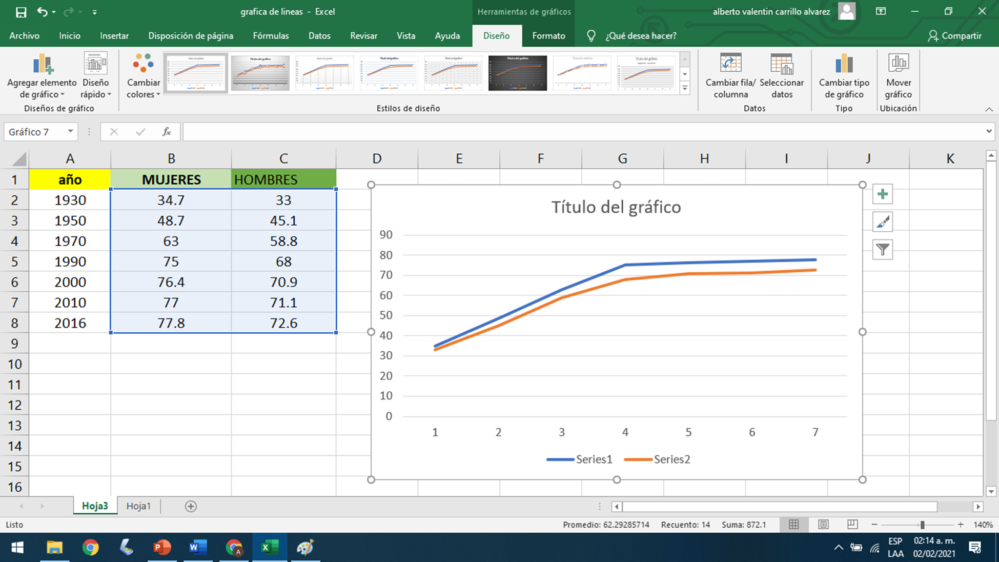 grafica de lineas - Excel
Herramientas de gráficos
alberto valentin carrillo alvarez
Archivo Inicio Insertar Disposición de página Fórmulas Datos Revisar Vista Ayuda Diseño Formato ¿Qué desea hacer? Compartir
Agregar elemento de gráfico
Diseño rápido
Diseños de gráfico
Cambiar colores
Estilos de diseño
Cambiar fila/ columna
Seleccionar datos
Datos
Cambiar tipo de gráfico
Tipo
Mover gráfico
Ubicación
Gráfico 7
fx
A B C D E F G H I J K
1 año MUJERES HOMBRES
2 1930 34.7 33
3 1950 48.7 45.1
4 1970 63 58.8
5 1990 75 68
6 2000 76.4 70.9
7 2010 77 71.1
8 2016 77.8 72.6
9
10
11
12
13
14
15
16
Título del gráfico
90
80
70
60
50
40
30
20
10
0
1 2 3 4 5 6 7
Series1 Series2
Hoja3 Hoja1
Listo
Promedio: 62.29285714 Recuento: 14 Suma: 872.1
140%
ESP
LAA
02:14 a. m.
02/02/2021